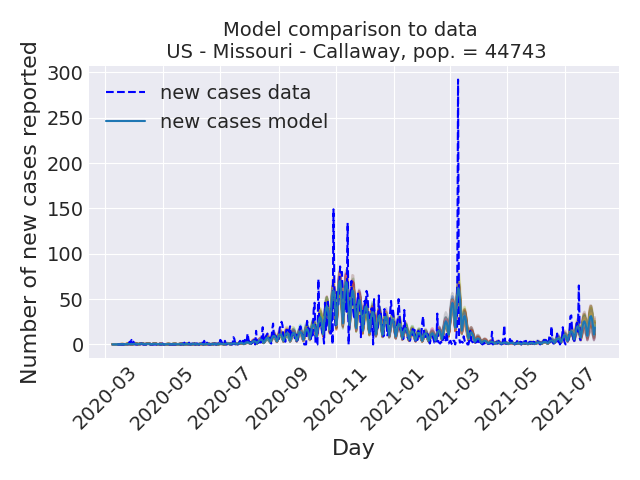 Model comparison to data
US - Missouri - Callaway, pop. = 44743
Number of new cases reported
300
250
200
150
100
50
0
new cases data
new cases model
2020-03
2020-05
2020-07
2020-09
2020-11
2021-01
2021-03
2021-05
2021-07
Day